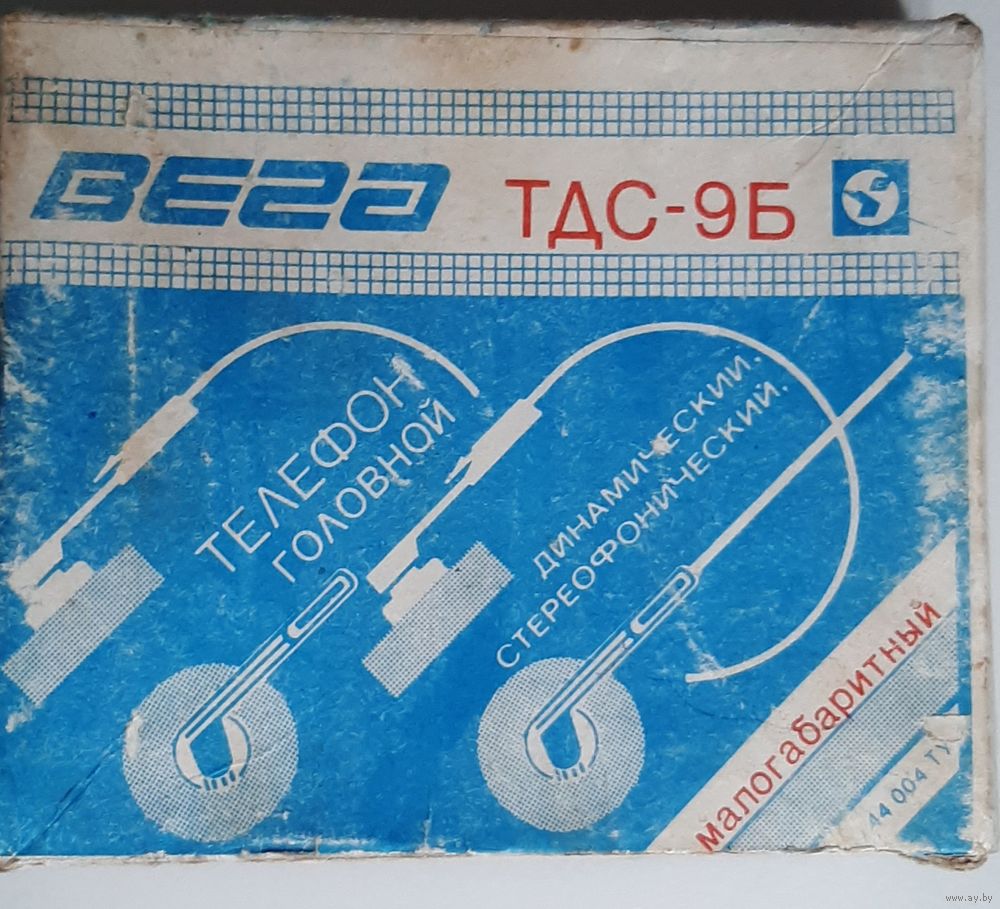 Вега ТДС-9Б
ТЕЛЕФОН
ГОЛОВНОЙ
ДИНАМИЧЕСКИЙ.
СТЕРЕОФОНИЧЕСКИЙ.
малогабаритный
44 004 ТУ
www.ay.by